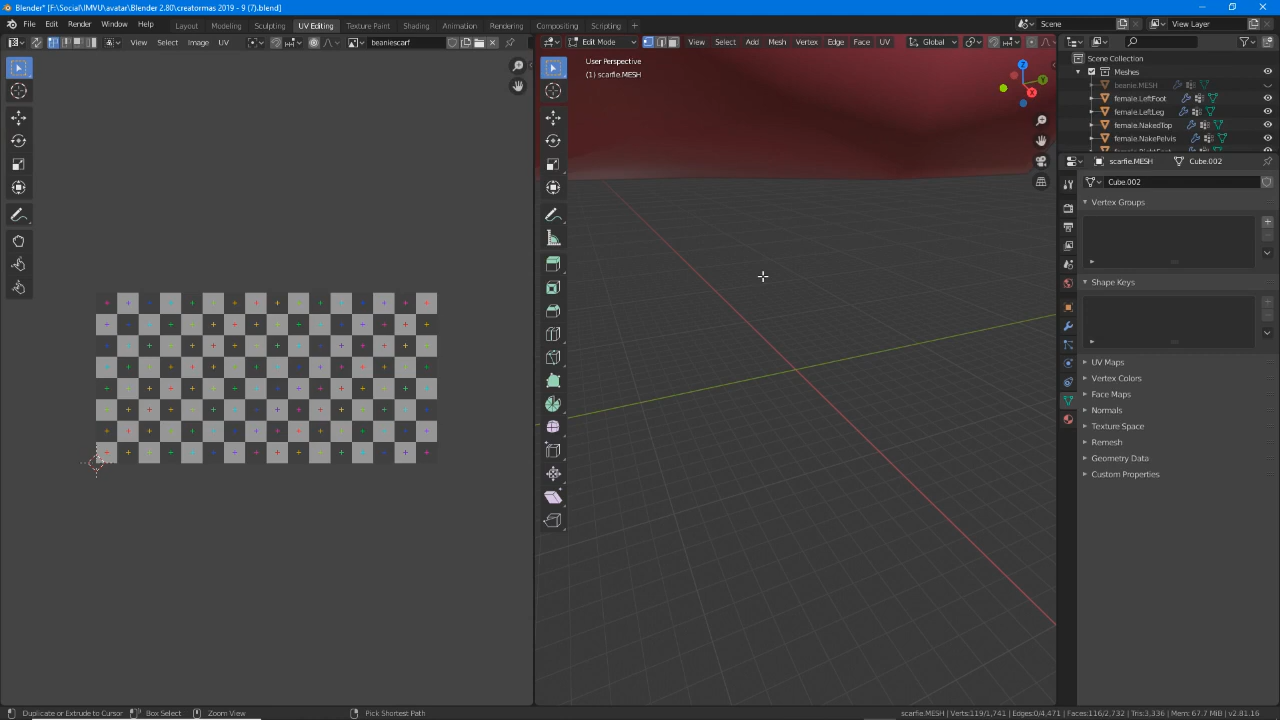 Blender* [F:\Social\IMVU\avatar\Blender 2.80\creatormas 2019 - 9 (7).blend]
File Edit Render Window Help Layout Modeling Sculpting UV Editing Texture Paint Shading Animation Rendering Compositing Scripting Scene View Layer
View Select Image UV beaniescarf Edit Mode View Select Add Mesh Vertex Edge Face UV Global
User Perspective
(1) scarfie.MESH
Scene Collection
Meshes
beanie.MESH
female.LeftFoot
female.LeftLeg
female.NakedTop
female.NakePelvis
scarfie.MESH Cube.002
Cube.002
Vertex Groups
Shape Keys
UV Maps
Vertex Colors
Face Maps
Normals
Texture Space
Remesh
Geometry Data
Custom Properties
Duplicate or Extrude to Cursor Box Select Zoom View Pick Shortest Path scarfie.MESH | Verts:119/1,741 | Edges:0/4,471 | Faces:116/2,732 | Tris:3,336 | Mem: 67.7 MiB | v2.81.16